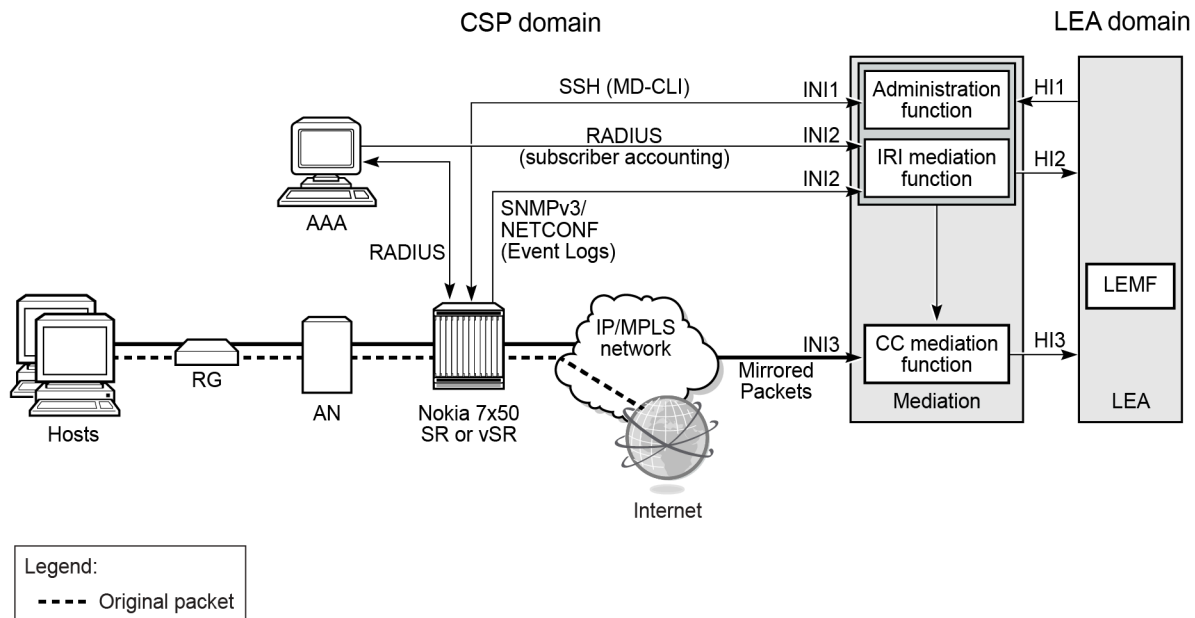 CSP domain
LEA domain
SSH (MD-CLI)
INI1
Administration
function
HI1
RADIUS
(subscriber accounting)
INI2
IRI mediation
function
HI2
INI2
AAA
SNMPv3/
NETCONF
(Event Logs)
RADIUS
LEMF
IP/MPLS
network
INI3
CC mediation
function
HI3
Mirrored
Packets
RG
AN
Nokia 7x50
SR or vSR
Mediation
LEA
Hosts
Internet
Legend:
Original packet